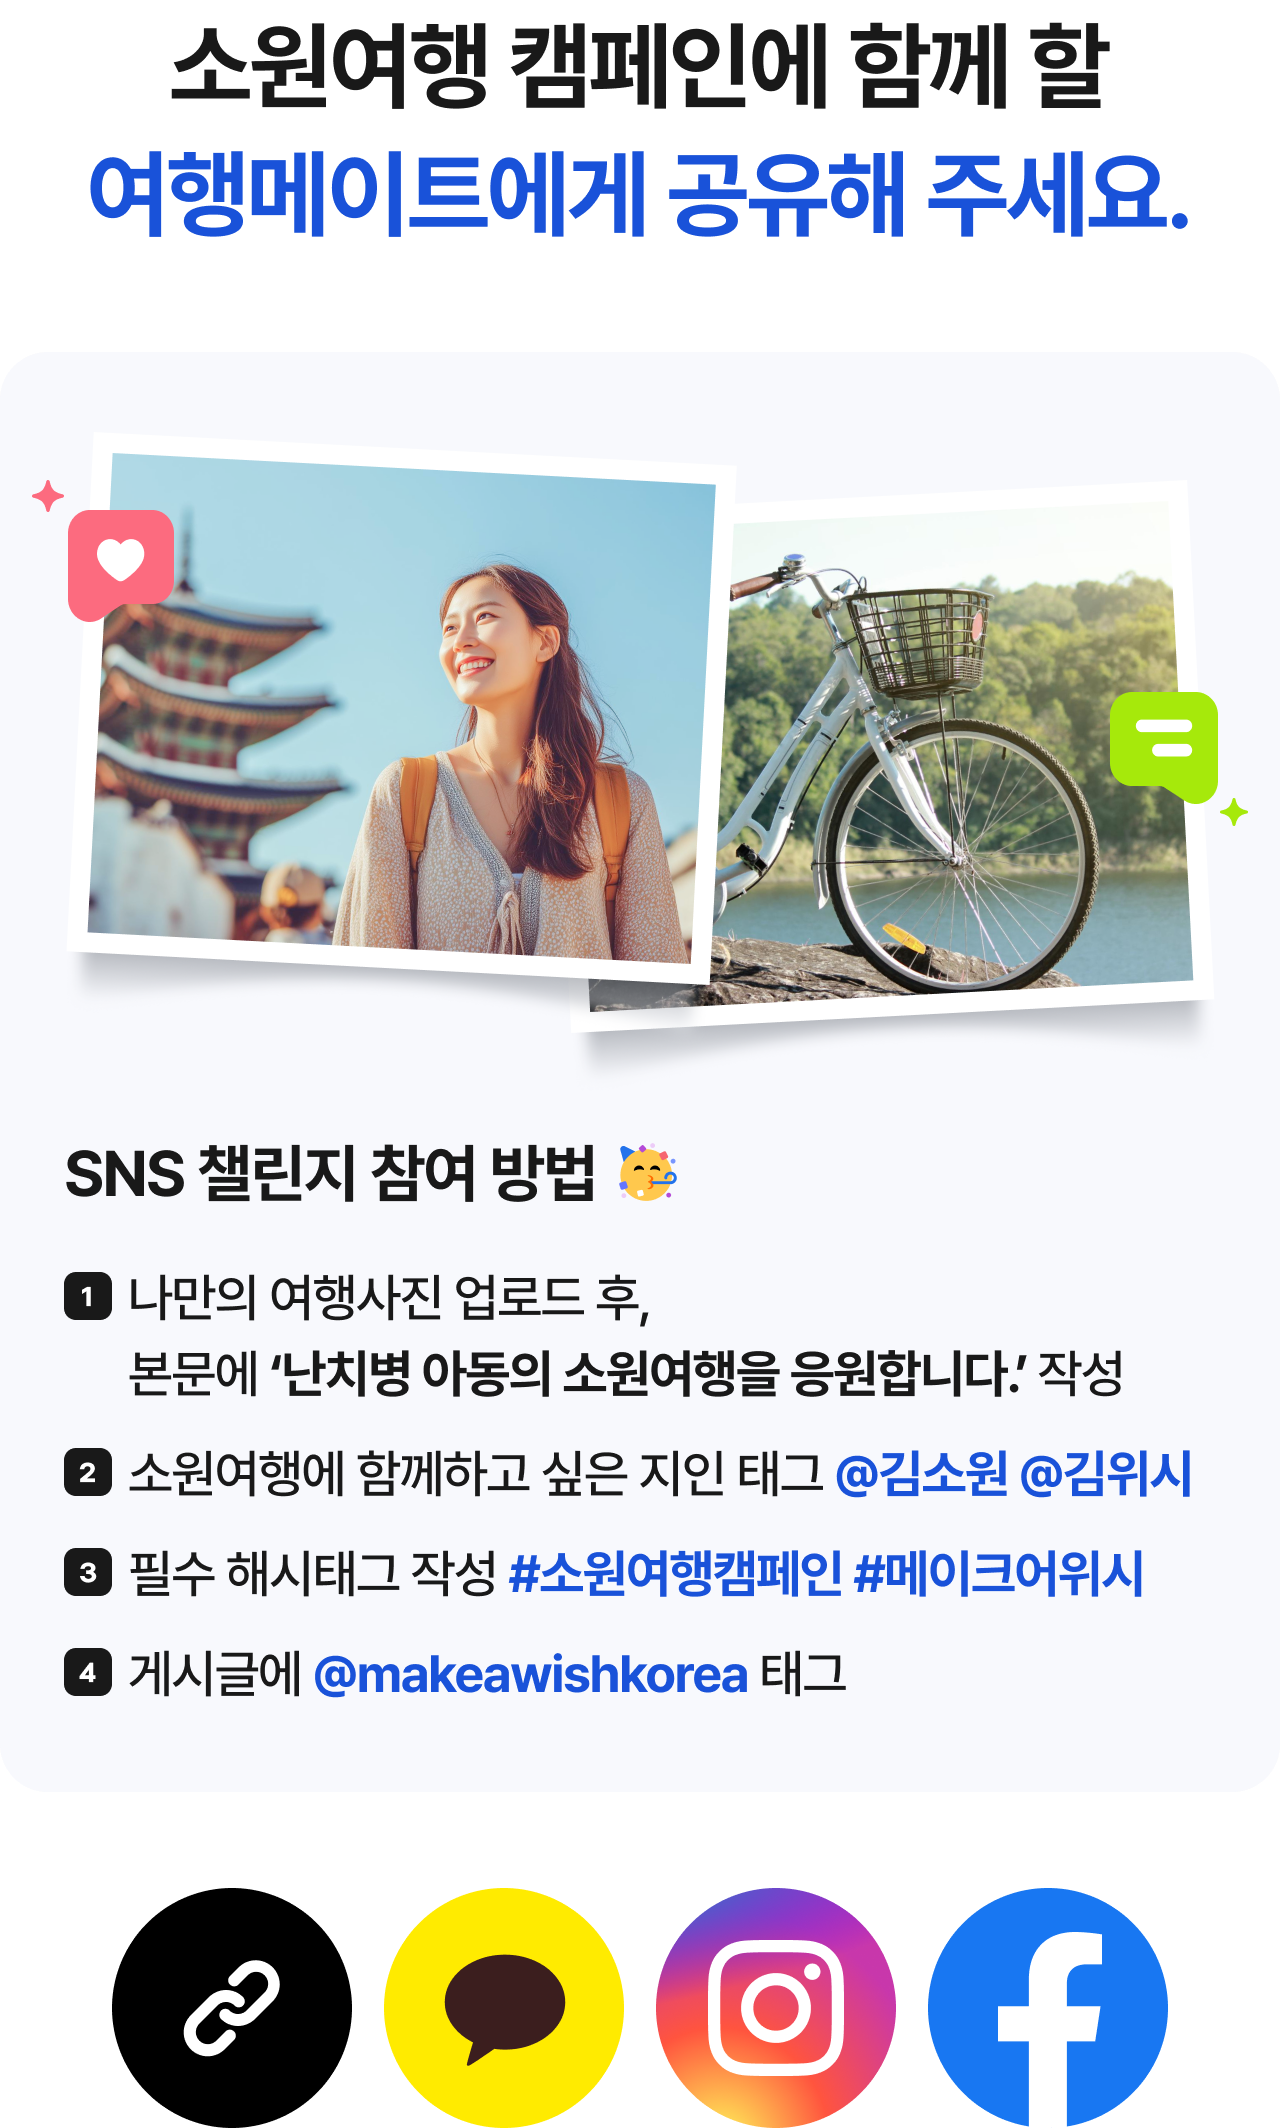 소원여행 캠페인에 함께 할
여행메이트에게 공유해 주세요.
SNS 챌린지 참여 방법
1 나만의 여행사진 업로드 후,
본문에 ‘난치병 아동의 소원여행을 응원합니다.’ 작성
2 소원여행에 함께하고 싶은 지인 태그 @김소원 @김위시
3 필수 해시태그 작성 #소원여행캠페인 #메이크어위시
4 게시글에 @makeawishkorea 태그